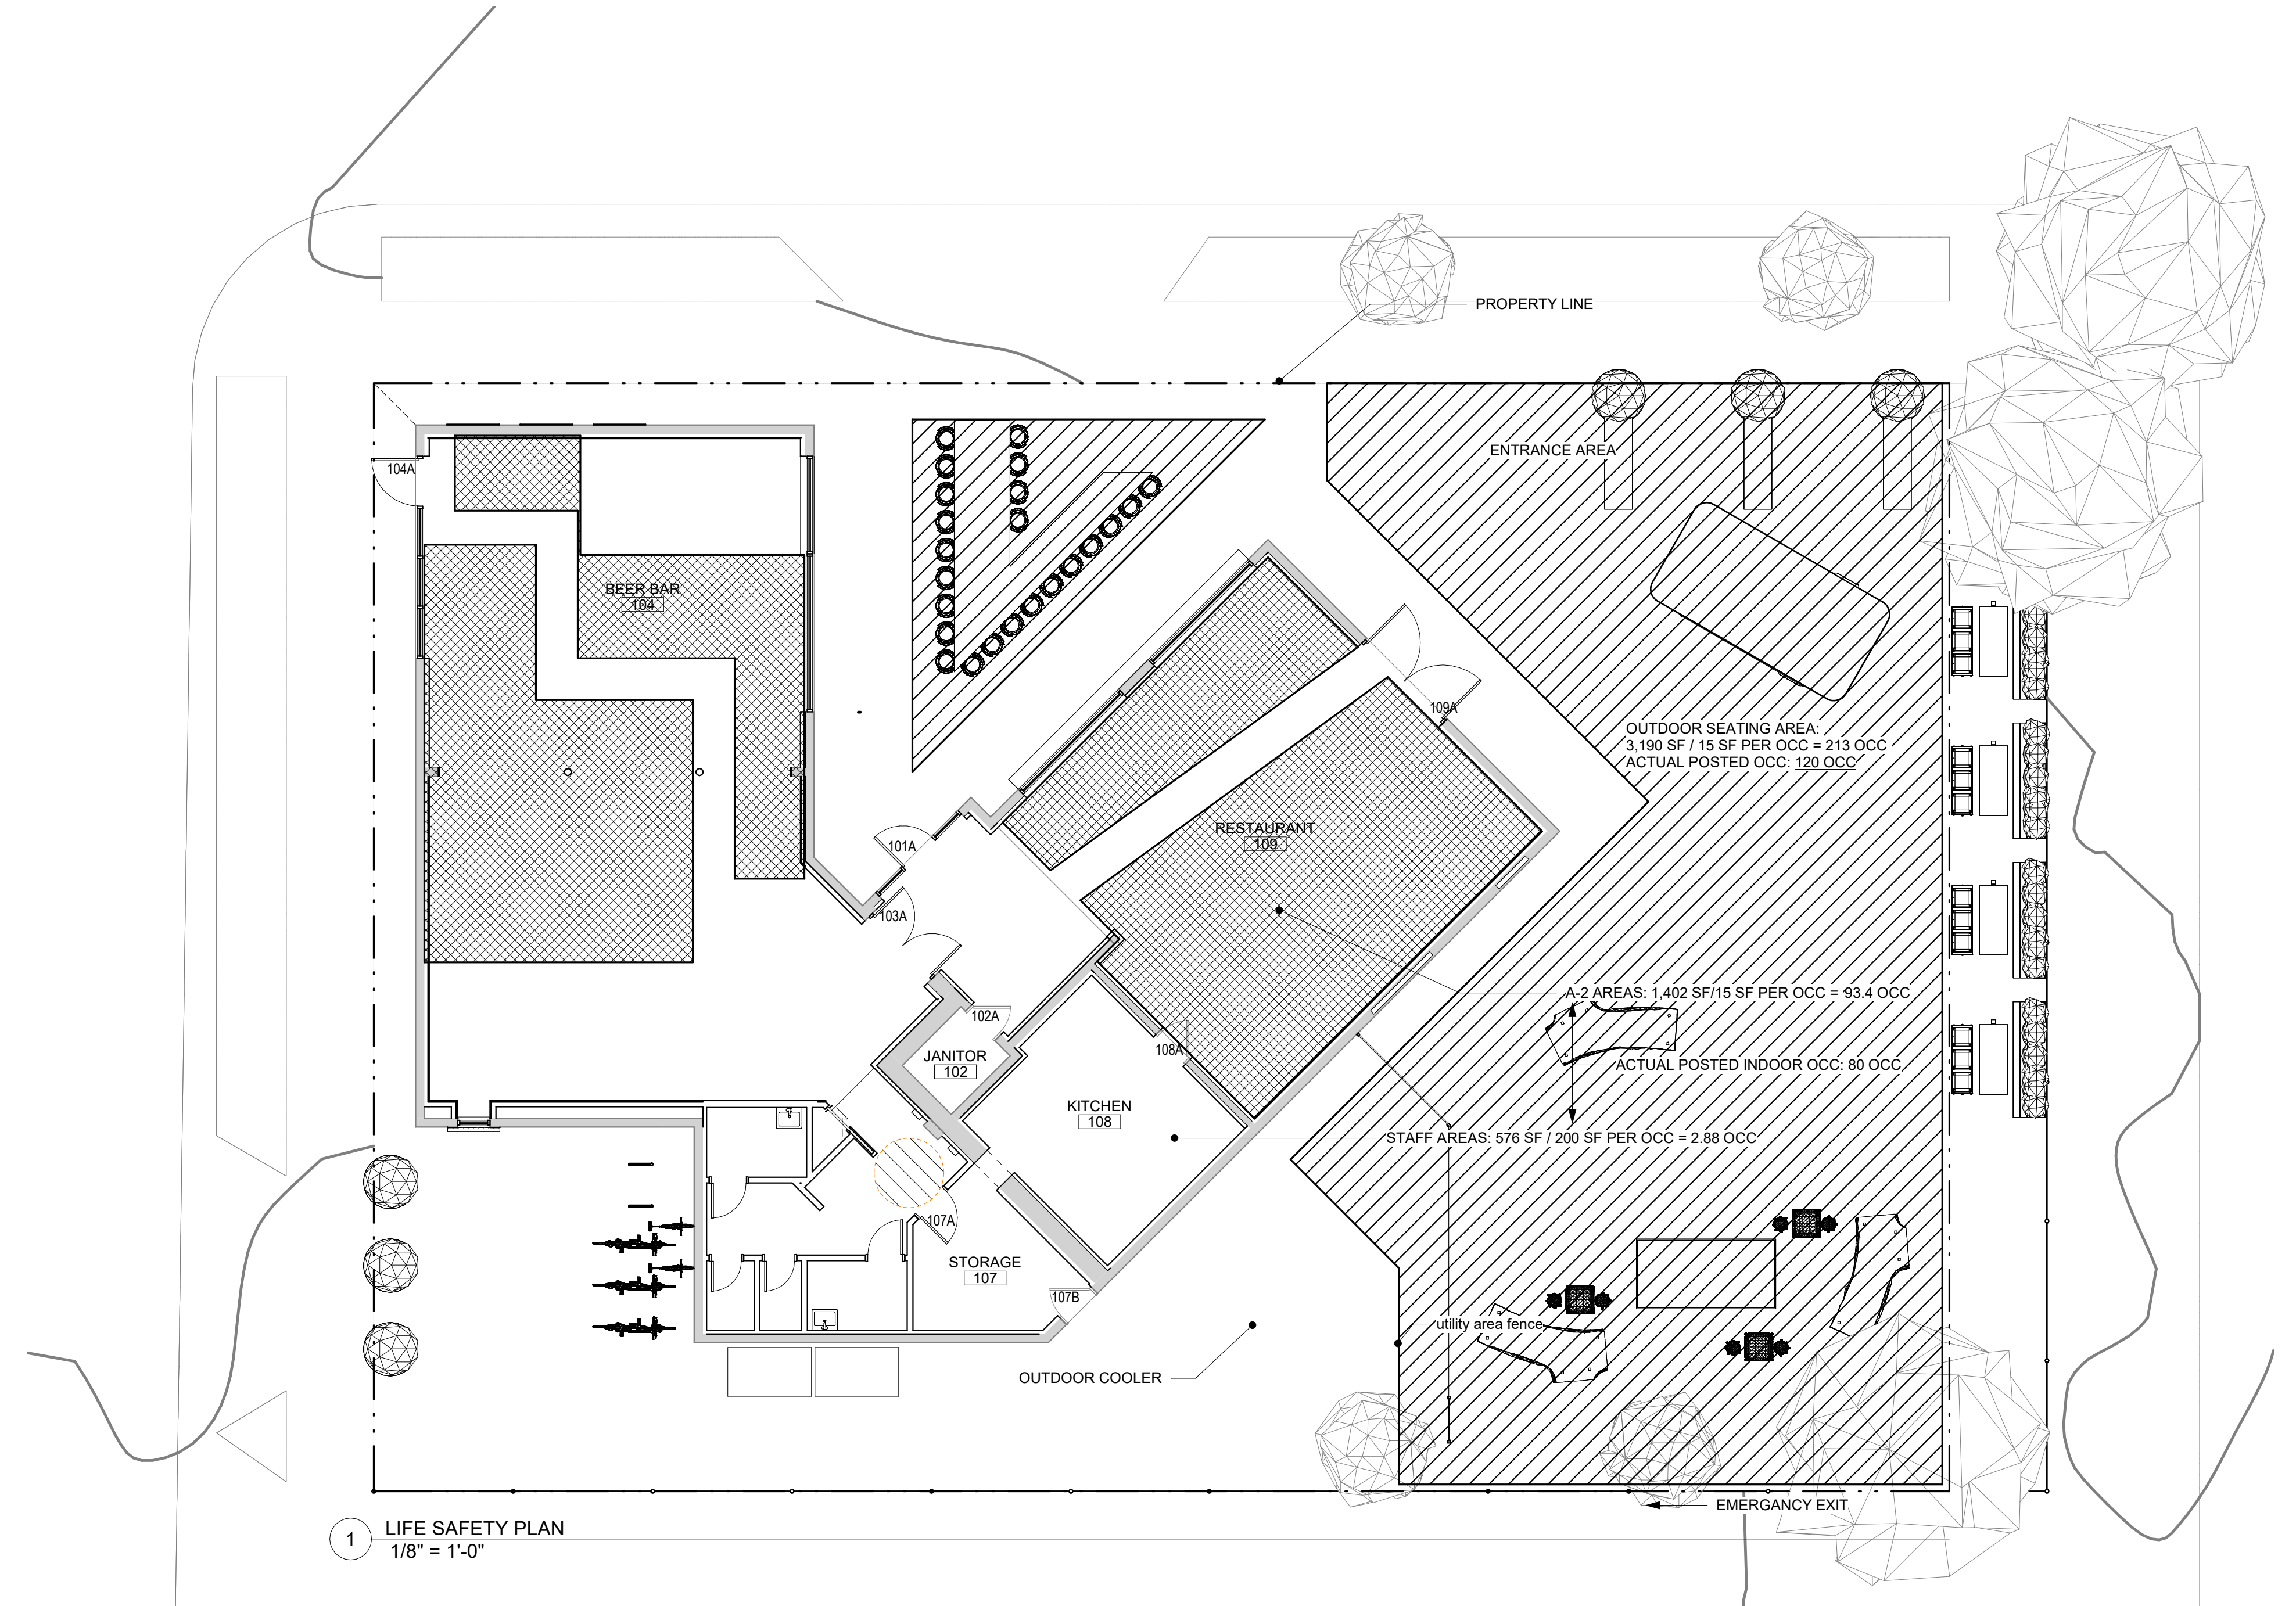 PROPERTY LINE
ENTRANCE AREA
104A
BEER BAR
104
OUTDOOR SEATING AREA:
3,190 SF / 15 SF PER OCC = 213 OCC
ACTUAL POSTED OCC: 120 OCC
109A
RESTAURANT
109
101A
103A
A-2 AREAS: 1,402 SF/15 SF PER OCC = 93.4 OCC
102A
108A
JANITOR
102
ACTUAL POSTED INDOOR OCC: 80 OCC
KITCHEN
108
STAFF AREAS: 576 SF / 200 SF PER OCC = 2.88 OCC
107A
STORAGE
107
107B
utility area fence
OUTDOOR COOLER
EMERGANCY EXIT
1
LIFE SAFETY PLAN
1/8" = 1'-0"